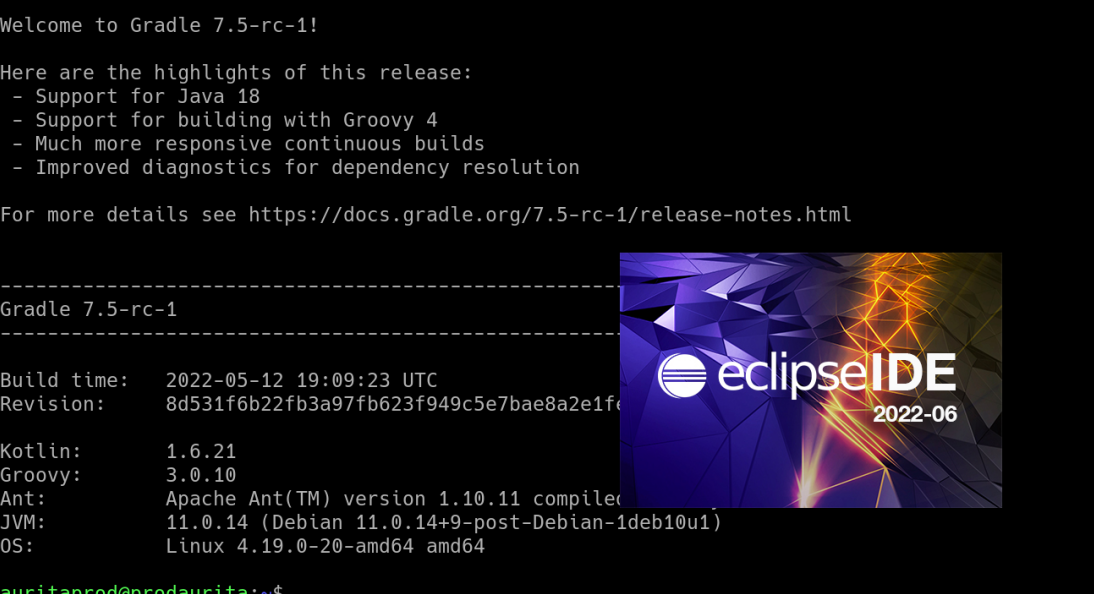 Welcome to Gradle 7.5-rc-1!
Here are the highlights of this release:
- Support for Java 18
- Support for building with Groovy 4
- Much more responsive continuous builds
- Improved diagnostics for dependency resolution
For more details see https://docs.gradle.org/7.5-rc-1/release-notes.html
------------------------------------------------------------
Gradle 7.5-rc-1
------------------------------------------------------------
eclipse IDE
2022-06
Build time:   2022-05-12 19:09:23 UTC
Revision:     8d531f6b22fb3a97fb623f949c5e7bae8a2e1fe
Kotlin:       1.6.21
Groovy:       3.0.10
Ant:          Apache Ant(TM) version 1.10.11 compiled
JVM:          11.0.14 (Debian 11.0.14+9-post-Debian-1deb10u1)
OS:           Linux 4.19.0-20-amd64 amd64
auritaprod@prodaurita:~$